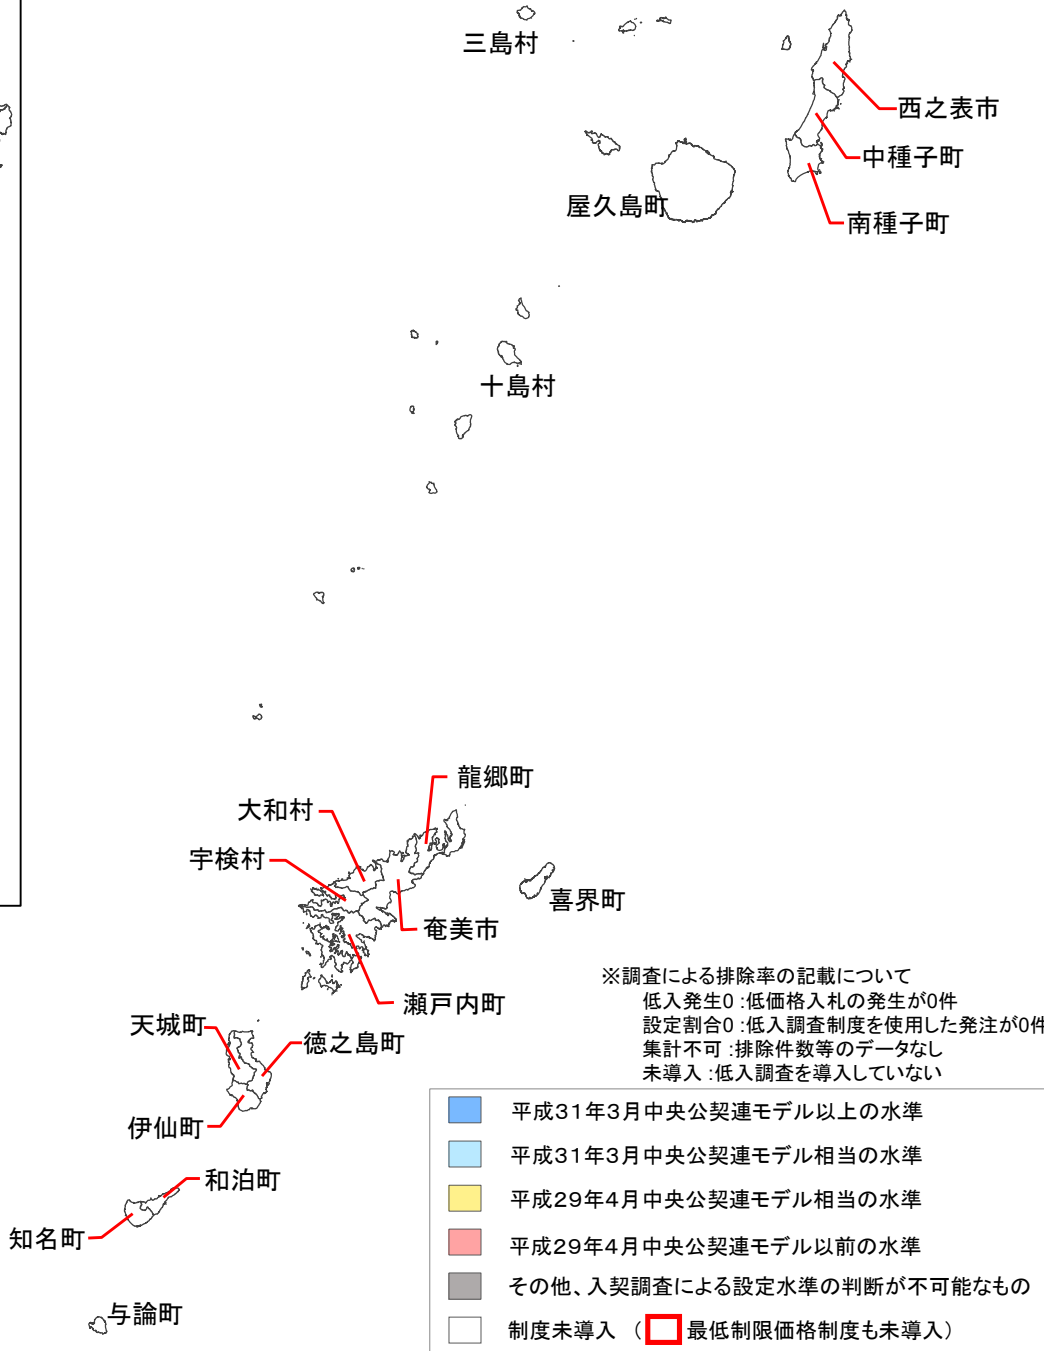 三島村
西之表市
中種子町
屋久島町
南種子町
十島村
龍郷町
大和村
宇検村
喜界町
奄美市
瀬戸内町
天城町
徳之島町
伊仙町
和泊町
知名町
与論町
※調査による排除率の記載について
低入発生0：低価格入札の発生が0件
設定割合0：低入調査制度を使用した発注が0件
集計不可：排除件数等のデータなし
未導入：低入調査を導入していない
平成31年3月中央公契連モデル以上の水準
平成31年3月中央公契連モデル相当の水準
平成29年4月中央公契連モデル相当の水準
平成29年4月中央公契連モデル以前の水準
その他、入契調査による設定水準の判断が不可能なもの
制度未導入 （ 最低制限価格制度も未導入）